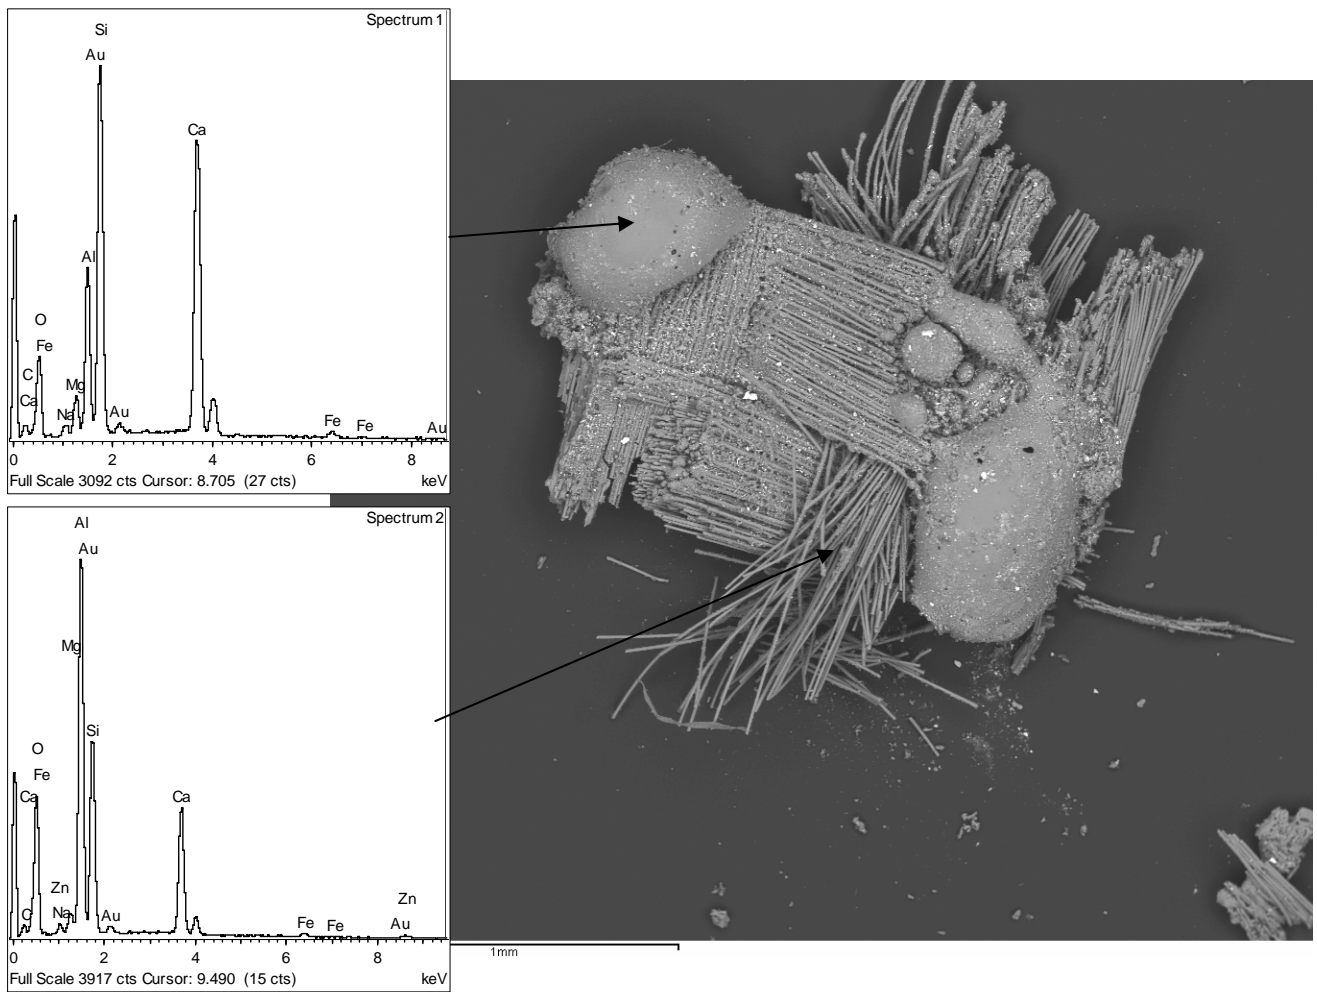 Spectrum 1
Si
Au
Ca
Al
O
Fe
C
Mg
Ca
Na
Au
Fe
Fe
Au
0 2 4 6 8
Full Scale 3092 cts Cursor: 8.705 (27 cts) keV
Spectrum 2
Al
Au
Mg
Si
O
Fe
Ca
Ca
Zn
Zn
C
Na
Au
Fe
Fe
Au
0 2 4 6 8
Full Scale 3917 cts Cursor: 9.490 (15 cts) keV
1mm